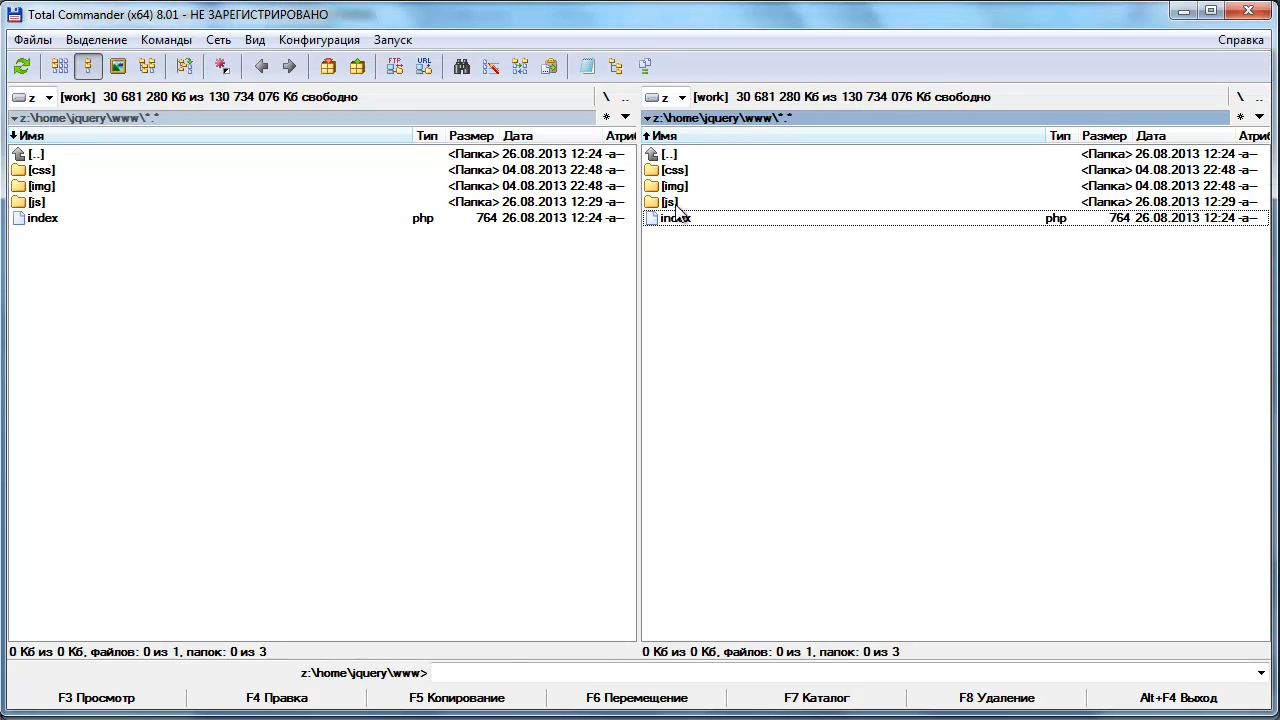 Total Commander (x64) 8.01 - НЕ ЗАРЕГИСТРИРОВАНО
Файлы Выделение Команды Сеть Вид Конфигурация Запуск Справка
FTP URL
z [work] 30 681 280 Кб из 130 734 076 Кб свободно \ ..
z:\home\jquery\www\*.* * 
Имя Тип Размер Дата Атриб
[..] <Папка> 26.08.2013 12:24 -a--
[css] <Папка> 04.08.2013 22:48 -a--
[img] <Папка> 04.08.2013 22:48 -a--
[js] <Папка> 26.08.2013 12:29 -a--
index php 764 26.08.2013 12:24 -a--
0 Кб из 0 Кб, файлов: 0 из 1, папок: 0 из 3
z [work] 30 681 280 Кб из 130 734 076 Кб свободно \ ..
z:\home\jquery\www\*.* *
Имя Тип Размер Дата Атриб
[..] <Папка> 26.08.2013 12:24 -a--
[css] <Папка> 04.08.2013 22:48 -a--
[img] <Папка> 04.08.2013 22:48 -a--
[js] <Папка> 26.08.2013 12:29 -a--
index php 764 26.08.2013 12:24 -a--
0 Кб из 0 Кб, файлов: 0 из 1, папок: 0 из 3
z:\home\jquery\www>
F3 Просмотр F4 Правка F5 Копирование F6 Перемещение F7 Каталог F8 Удаление Alt+F4 Выход